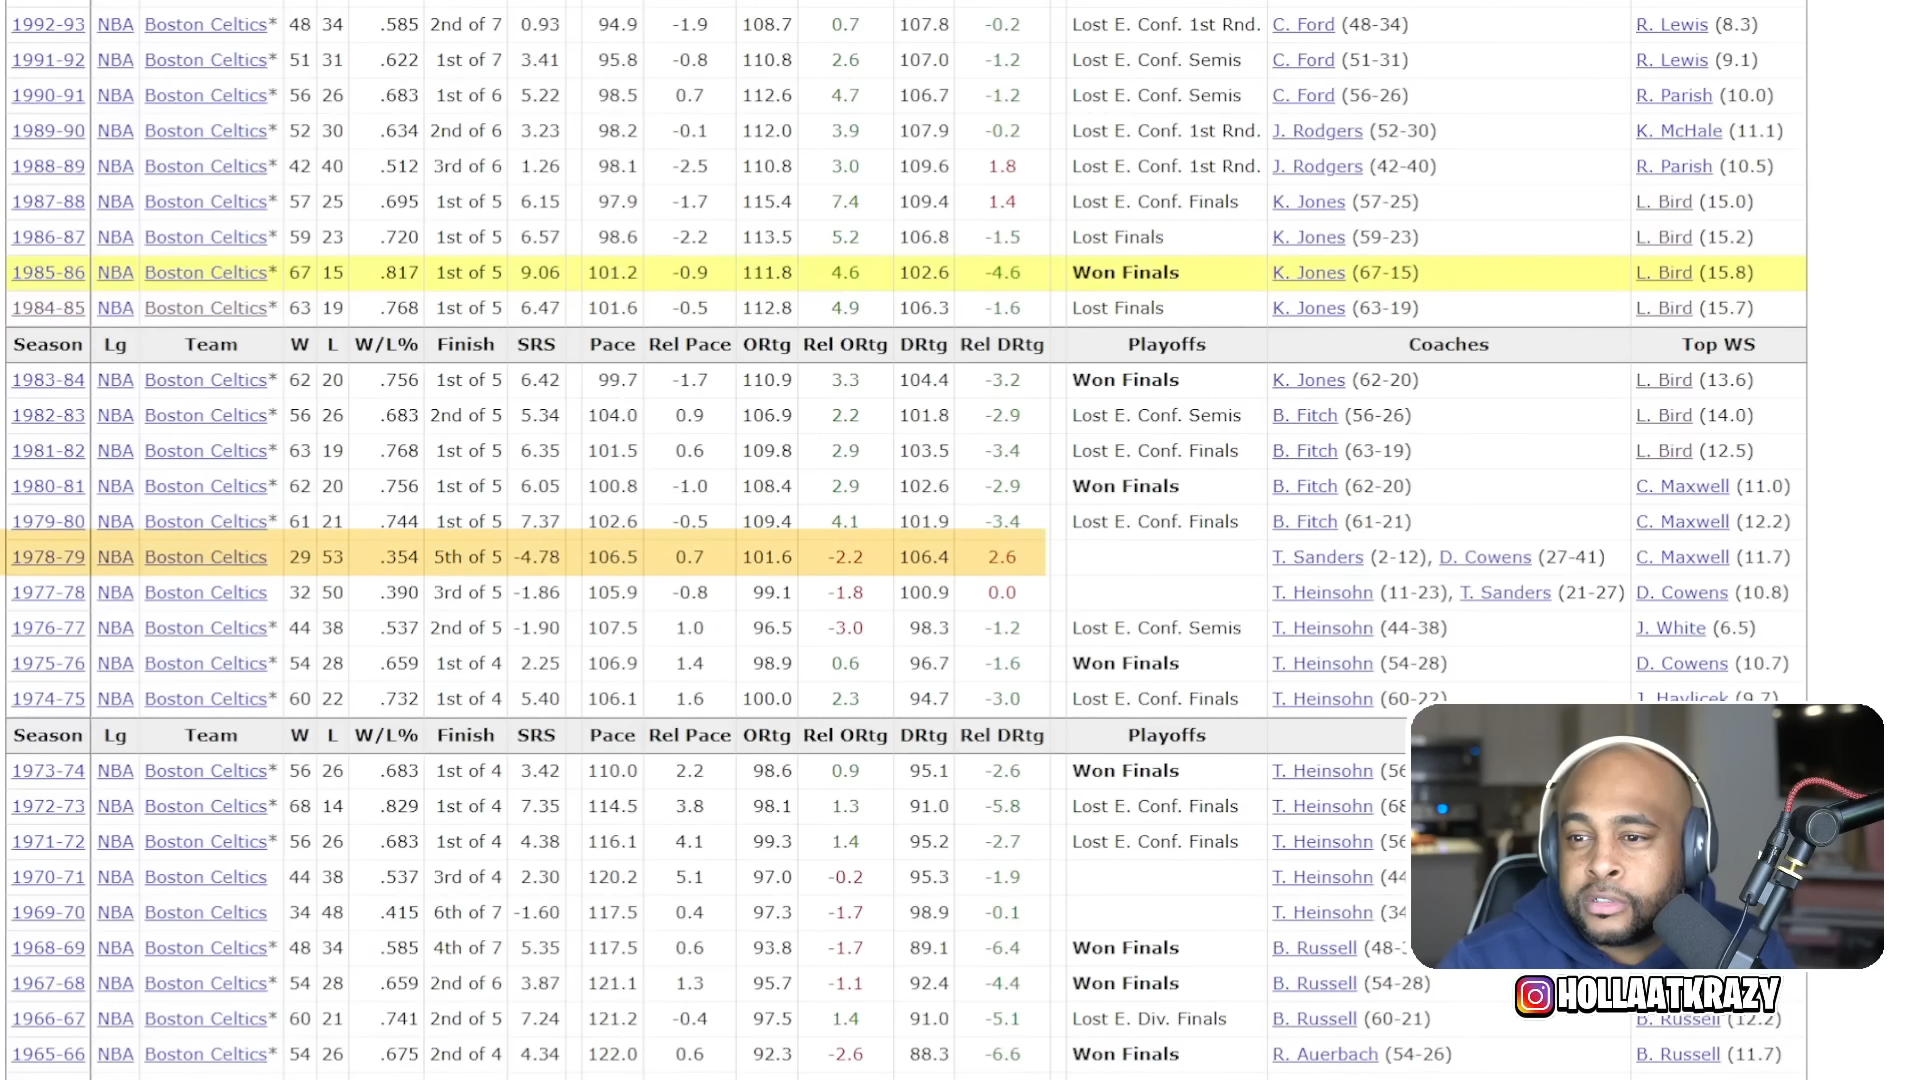 1992-93 NBA Boston Celtics* 48 34 .585 2nd of 7 0.93 94.9 -1.9 108.7 0.7 107.8 -0.2 Lost E. Conf. 1st Rnd. C. Ford (48-34) R. Lewis (8.3)
1991-92 NBA Boston Celtics* 51 31 .622 1st of 7 3.41 95.8 -0.8 110.8 2.6 107.0 -1.2 Lost E. Conf. Semis C. Ford (51-31) R. Lewis (9.1)
1990-91 NBA Boston Celtics* 56 26 .683 1st of 6 5.22 98.5 0.7 112.6 4.7 106.7 -1.2 Lost E. Conf. Semis C. Ford (56-26) R. Parish (10.0)
1989-90 NBA Boston Celtics* 52 30 .634 2nd of 6 3.23 98.2 -0.1 112.0 3.9 107.9 -0.2 Lost E. Conf. 1st Rnd. J. Rodgers (52-30) K. McHale (11.1)
1988-89 NBA Boston Celtics* 42 40 .512 3rd of 6 1.26 98.1 -2.5 110.8 3.0 109.6 1.8 Lost E. Conf. 1st Rnd. J. Rodgers (42-40) R. Parish (10.5)
1987-88 NBA Boston Celtics* 57 25 .695 1st of 5 6.15 97.9 -1.7 115.4 7.4 109.4 1.4 Lost E. Conf. Finals K. Jones (57-25) L. Bird (15.0)
1986-87 NBA Boston Celtics* 59 23 .720 1st of 5 6.57 98.6 -2.2 113.5 5.2 106.8 -1.5 Lost Finals K. Jones (59-23) L. Bird (15.2)
1985-86 NBA Boston Celtics* 67 15 .817 1st of 5 9.06 101.2 -0.9 111.8 4.6 102.6 -4.6 Won Finals K. Jones (67-15) L. Bird (15.8)
1984-85 NBA Boston Celtics* 63 19 .768 1st of 5 6.47 101.6 -0.5 112.8 4.9 106.3 -1.6 Lost Finals K. Jones (63-19) L. Bird (15.7)
Season Lg Team W L W/L% Finish SRS Pace Rel Pace ORtg Rel ORtg DRtg Rel DRtg Playoffs Coaches Top WS
1983-84 NBA Boston Celtics* 62 20 .756 1st of 5 6.42 99.7 -1.7 110.9 3.3 104.4 -3.2 Won Finals K. Jones (62-20) L. Bird (13.6)
1982-83 NBA Boston Celtics* 56 26 .683 2nd of 5 5.34 104.0 0.9 106.9 2.2 101.8 -2.9 Lost E. Conf. Semis B. Fitch (56-26) L. Bird (14.0)
1981-82 NBA Boston Celtics* 63 19 .768 1st of 5 6.35 101.5 0.6 109.8 2.9 103.5 -3.4 Lost E. Conf. Finals B. Fitch (63-19) L. Bird (12.5)
1980-81 NBA Boston Celtics* 62 20 .756 1st of 5 6.05 100.8 -1.0 108.4 2.9 102.6 -2.9 Won Finals B. Fitch (62-20) C. Maxwell (11.0)
1979-80 NBA Boston Celtics* 61 21 .744 1st of 5 7.37 102.6 -0.5 109.4 4.1 101.9 -3.4 Lost E. Conf. Finals B. Fitch (61-21) C. Maxwell (12.2)
1978-79 NBA Boston Celtics 29 53 .354 5th of 5 -4.78 106.5 0.7 101.6 -2.2 106.4 2.6 T. Sanders (2-12), D. Cowens (27-41) C. Maxwell (11.7)
1977-78 NBA Boston Celtics 32 50 .390 3rd of 5 -1.86 105.9 -0.8 99.1 -1.8 100.9 0.0 T. Heinsohn (11-23), T. Sanders (21-27) D. Cowens (10.8)
1976-77 NBA Boston Celtics* 44 38 .537 2nd of 5 -1.90 107.5 1.0 96.5 -3.0 98.3 -1.2 Lost E. Conf. Semis T. Heinsohn (44-38) J. White (6.5)
1975-76 NBA Boston Celtics* 54 28 .659 1st of 4 2.25 106.9 1.4 98.9 0.6 96.7 -1.6 Won Finals T. Heinsohn (54-28) D. Cowens (10.7)
1974-75 NBA Boston Celtics* 60 22 .732 1st of 4 5.40 106.1 1.6 100.0 2.3 94.7 -3.0 Lost E. Conf. Finals T. Heinsohn (60-22) J. Havlicek (9.7)
Season Lg Team W L W/L% Finish SRS Pace Rel Pace ORtg Rel ORtg DRtg Rel DRtg Playoffs
1973-74 NBA Boston Celtics* 56 26 .683 1st of 4 3.42 110.0 2.2 98.6 0.9 95.1 -2.6 Won Finals T. Heinsohn (56
1972-73 NBA Boston Celtics* 68 14 .829 1st of 4 7.35 114.5 3.8 98.1 1.3 91.0 -5.8 Lost E. Conf. Finals T. Heinsohn (68
1971-72 NBA Boston Celtics* 56 26 .683 1st of 4 4.38 116.1 4.1 99.3 1.4 95.2 -2.7 Lost E. Conf. Finals T. Heinsohn (56
1970-71 NBA Boston Celtics 44 38 .537 3rd of 4 2.30 120.2 5.1 97.0 -0.2 95.3 -1.9 T. Heinsohn (44
1969-70 NBA Boston Celtics 34 48 .415 6th of 7 -1.60 117.5 0.4 97.3 -1.7 98.9 -0.1 T. Heinsohn (34
1968-69 NBA Boston Celtics* 48 34 .585 4th of 7 5.35 117.5 0.6 93.8 -1.7 89.1 -6.4 Won Finals B. Russell (48-
1967-68 NBA Boston Celtics* 54 28 .659 2nd of 6 3.87 121.1 1.3 95.7 -1.1 92.4 -4.4 Won Finals B. Russell (54-28)
HOLLAATKRAZY
1966-67 NBA Boston Celtics* 60 21 .741 2nd of 5 7.24 121.2 -0.4 97.5 1.4 91.0 -5.1 Lost E. Div. Finals B. Russell (60-21) B. Russell (12.2)
1965-66 NBA Boston Celtics* 54 26 .675 2nd of 4 4.34 122.0 0.6 92.3 -2.6 88.3 -6.6 Won Finals R. Auerbach (54-26) B. Russell (11.7)